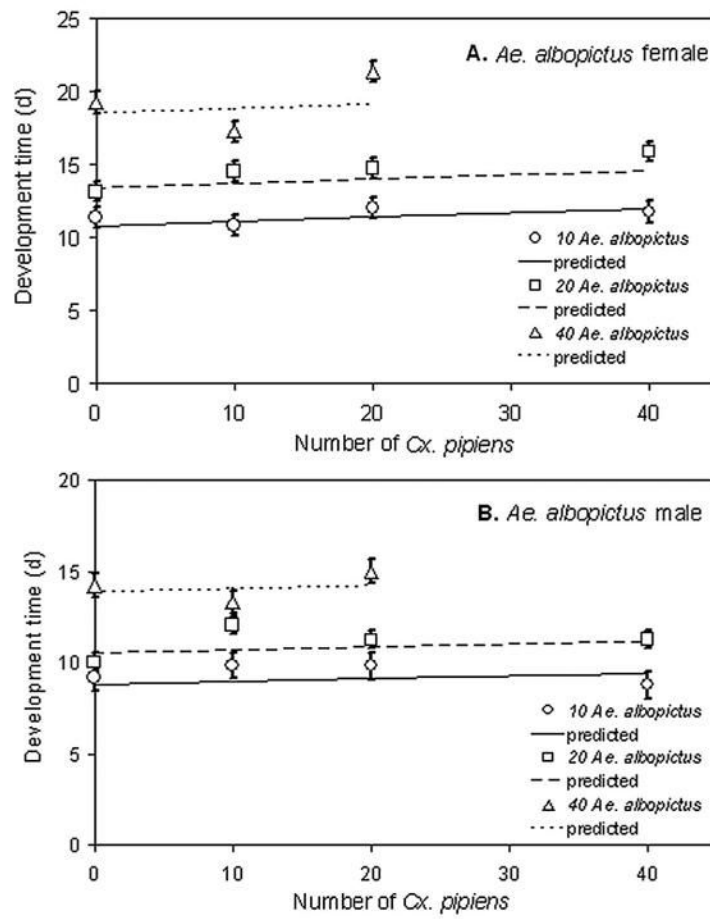 25
20
15
10
5
0
Development time (d)
A. Ae. albopictus female
10 Ae. albopictus
predicted
20 Ae. albopictus
predicted
40 Ae. albopictus
predicted
0 10 20 30 40
Number of Cx. pipiens
20
15
10
5
0
Development time (d)
B. Ae. albopictus male
10 Ae. albopictus
predicted
20 Ae. albopictus
predicted
40 Ae. albopictus
predicted
0 10 20 30 40
Number of Cx. pipiens